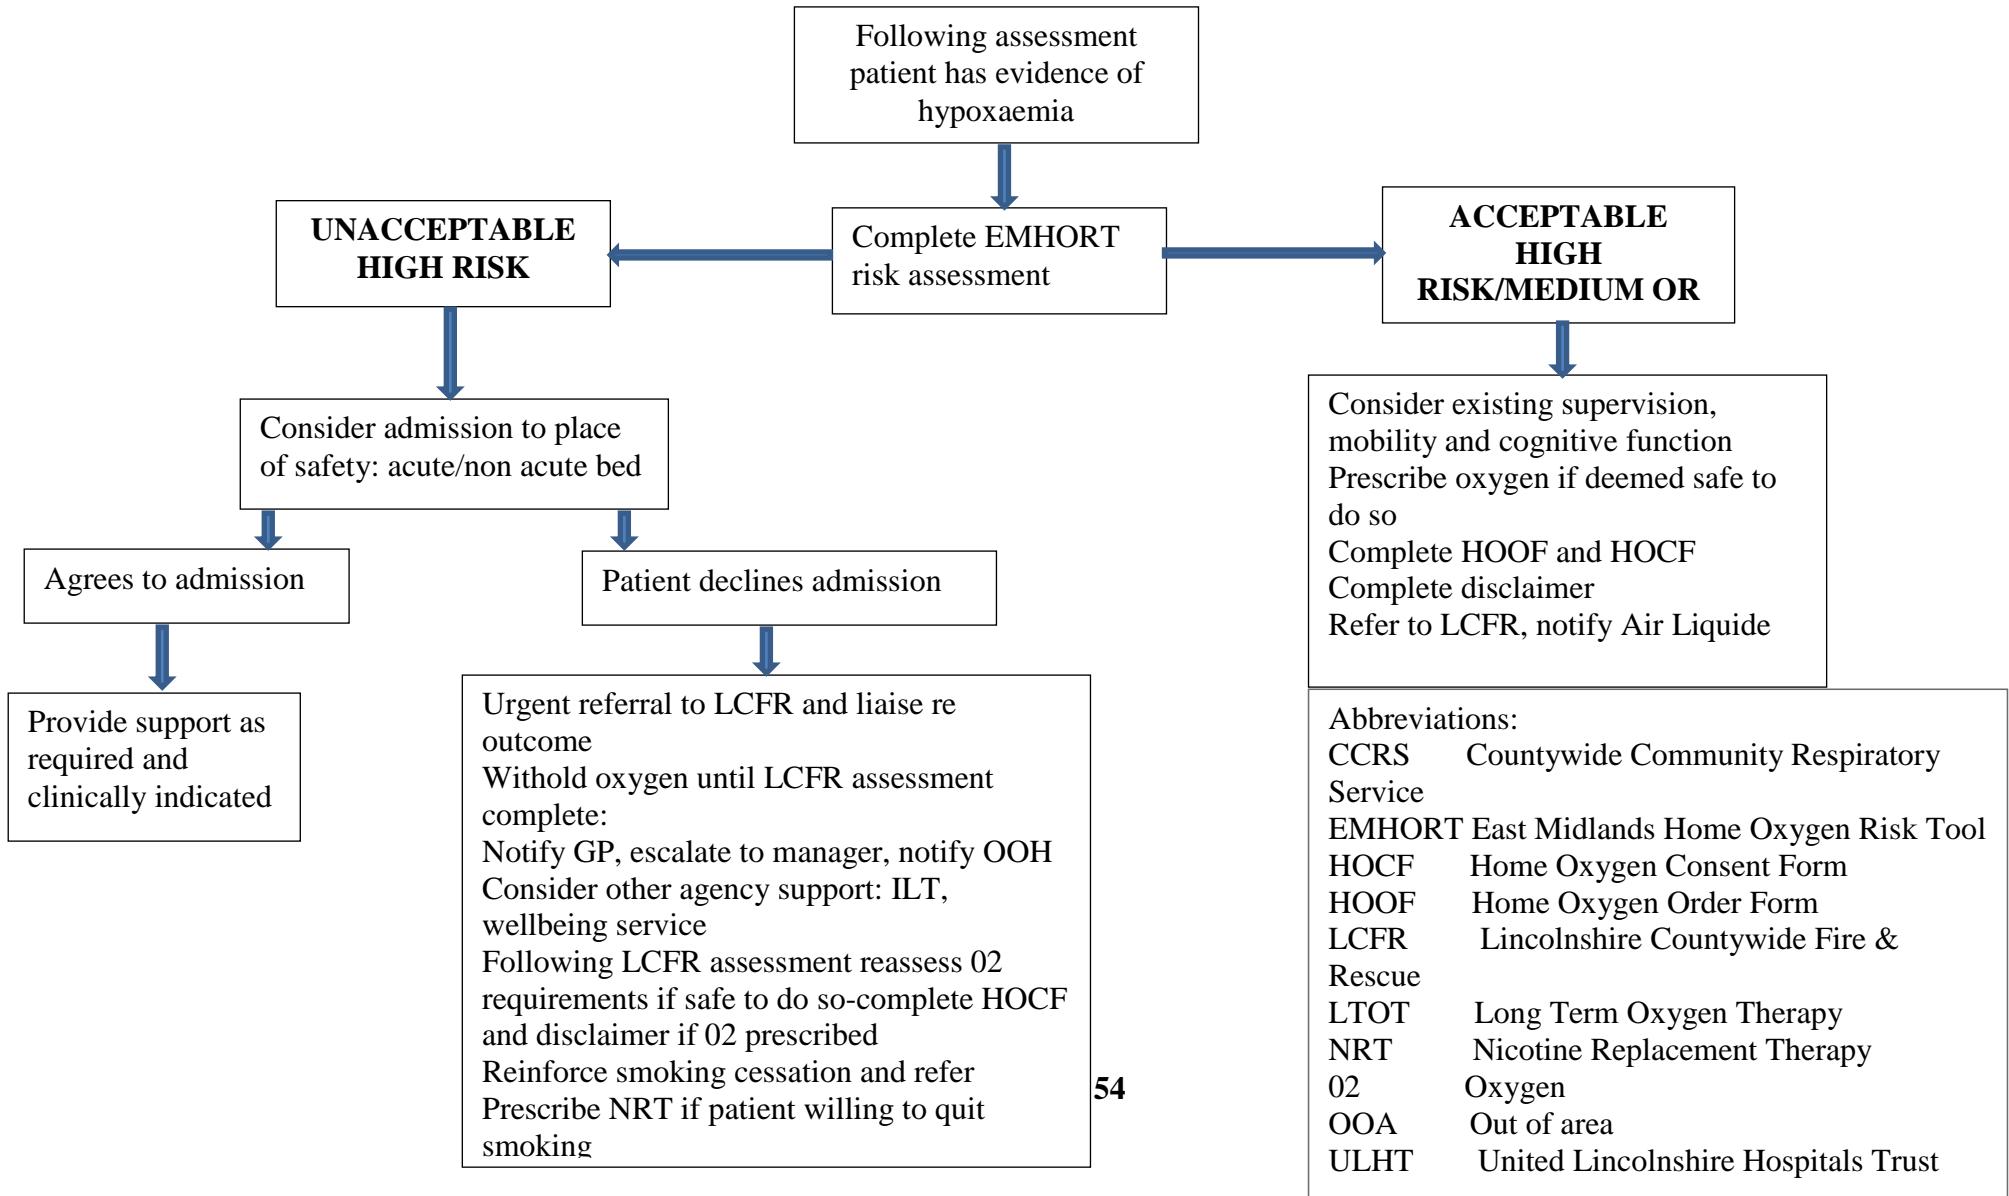 Following assessment
patient has evidence of
hypoxaemia
Complete EMHORT
risk assessment
UNACCEPTABLE
HIGH RISK
Consider admission to place
of safety: acute/non acute bed
Agrees to admission
Provide support as
required and
clinically indicated
Patient declines admission
Urgent referral to LCFR and liaise re
outcome
Withold oxygen until LCFR assessment
complete:
Notify GP, escalate to manager, notify OOH
Consider other agency support: ILT,
wellbeing service
Following LCFR assessment reassess 02
requirements if safe to do so-complete HOCF
and disclaimer if 02 prescribed
Reinforce smoking cessation and refer
Prescribe NRT if patient willing to quit
smoking
54
ACCEPTABLE
HIGH
RISK/MEDIUM OR
Consider existing supervision,
mobility and cognitive function
Prescribe oxygen if deemed safe to
do so
Complete HOOF and HOCF
Complete disclaimer
Refer to LCFR, notify Air Liquide
Abbreviations:
CCRS Countywide Community Respiratory
Service
EMHORT East Midlands Home Oxygen Risk Tool
HOCF Home Oxygen Consent Form
HOOF Home Oxygen Order Form
LCFR Lincolnshire Countywide Fire &
Rescue
LTOT Long Term Oxygen Therapy
NRT Nicotine Replacement Therapy
02 Oxygen
OOA Out of area
ULHT United Lincolnshire Hospitals Trust